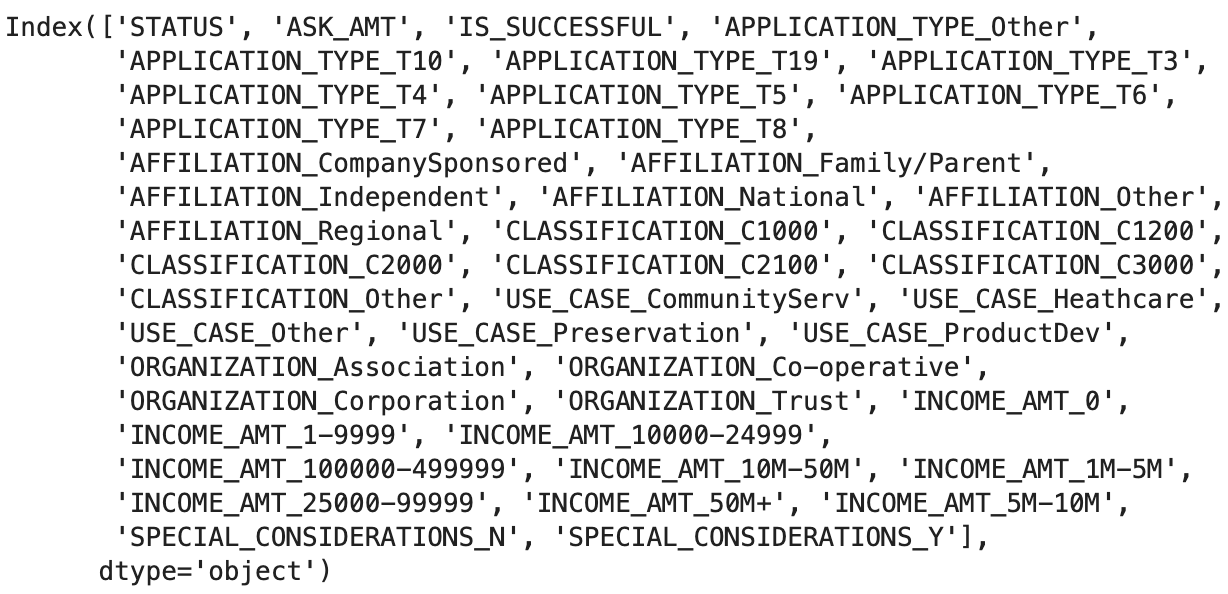 Index(['STATUS', 'ASK_AMT', 'IS_SUCCESSFUL', 'APPLICATION_TYPE_Other',
'APPLICATION_TYPE_T10', 'APPLICATION_TYPE_T19', 'APPLICATION_TYPE_T3',
'APPLICATION_TYPE_T4', 'APPLICATION_TYPE_T5', 'APPLICATION_TYPE_T6',
'APPLICATION_TYPE_T7', 'APPLICATION_TYPE_T8',
'AFFILIATION_CompanySponsored', 'AFFILIATION_Family/Parent',
'AFFILIATION_Independent', 'AFFILIATION_National', 'AFFILIATION_Other',
'AFFILIATION_Regional', 'CLASSIFICATION_C1000', 'CLASSIFICATION_C1200',
'CLASSIFICATION_C2000', 'CLASSIFICATION_C2100', 'CLASSIFICATION_C3000',
'CLASSIFICATION_Other', 'USE_CASE_CommunityServ', 'USE_CASE_Heathcare',
'USE_CASE_Other', 'USE_CASE_Preservation', 'USE_CASE_ProductDev',
'ORGANIZATION_Association', 'ORGANIZATION_Co-operative',
'ORGANIZATION_Corporation', 'ORGANIZATION_Trust', 'INCOME_AMT_0',
'INCOME_AMT_1-9999', 'INCOME_AMT_10000-24999',
'INCOME_AMT_100000-499999', 'INCOME_AMT_10M-50M', 'INCOME_AMT_1M-5M',
'INCOME_AMT_25000-99999', 'INCOME_AMT_50M+', 'INCOME_AMT_5M-10M',
'SPECIAL_CONSIDERATIONS_N', 'SPECIAL_CONSIDERATIONS_Y'],
dtype='object')